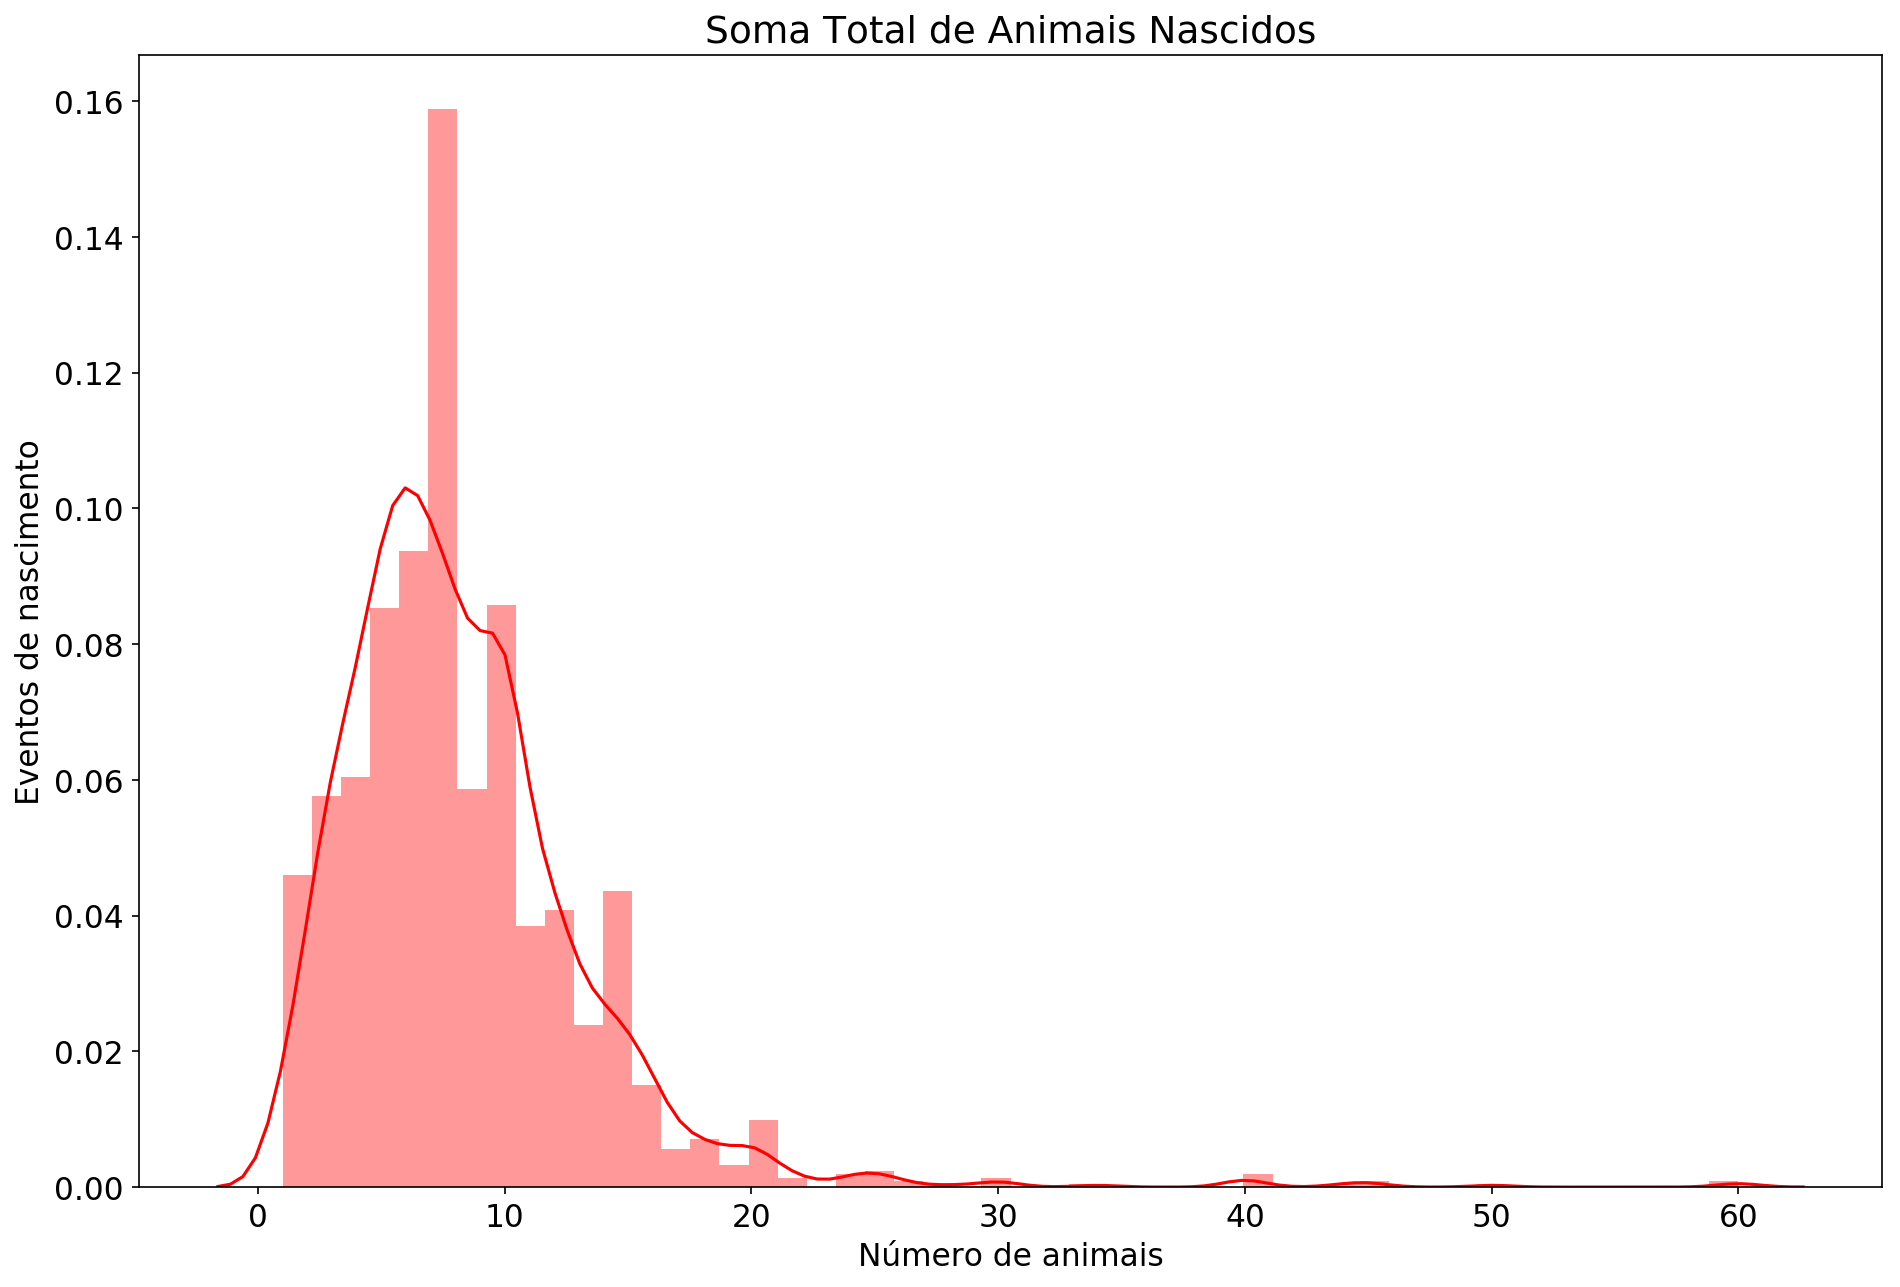 Soma Total de Animais Nascidos
0.16
0.14
0.12
0.10
0.08
0.06
0.04
0.02
0.00
Eventos de nascimento
0 10 20 30 40 50 60
Número de animais